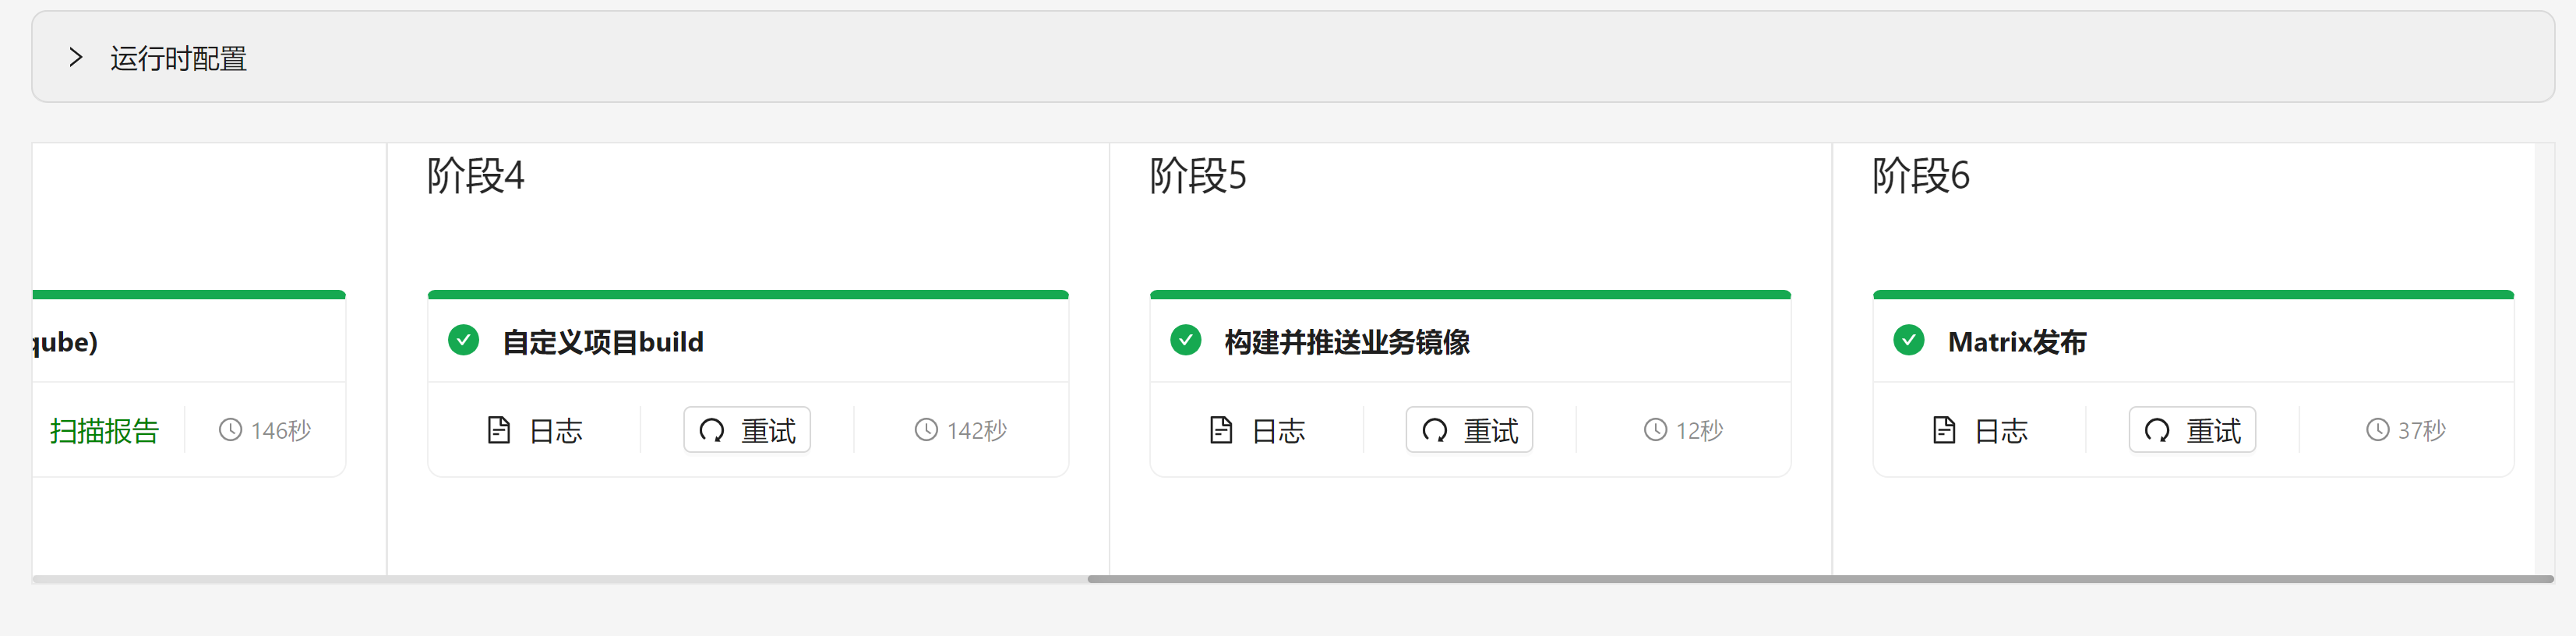 运行时配置
阶段4
阶段5
阶段6
qube)
自定义项目build
构建并推送业务镜像
Matrix发布
扫描报告 146秒
日志 重试 142秒
日志 重试 12秒
日志 重试 37秒